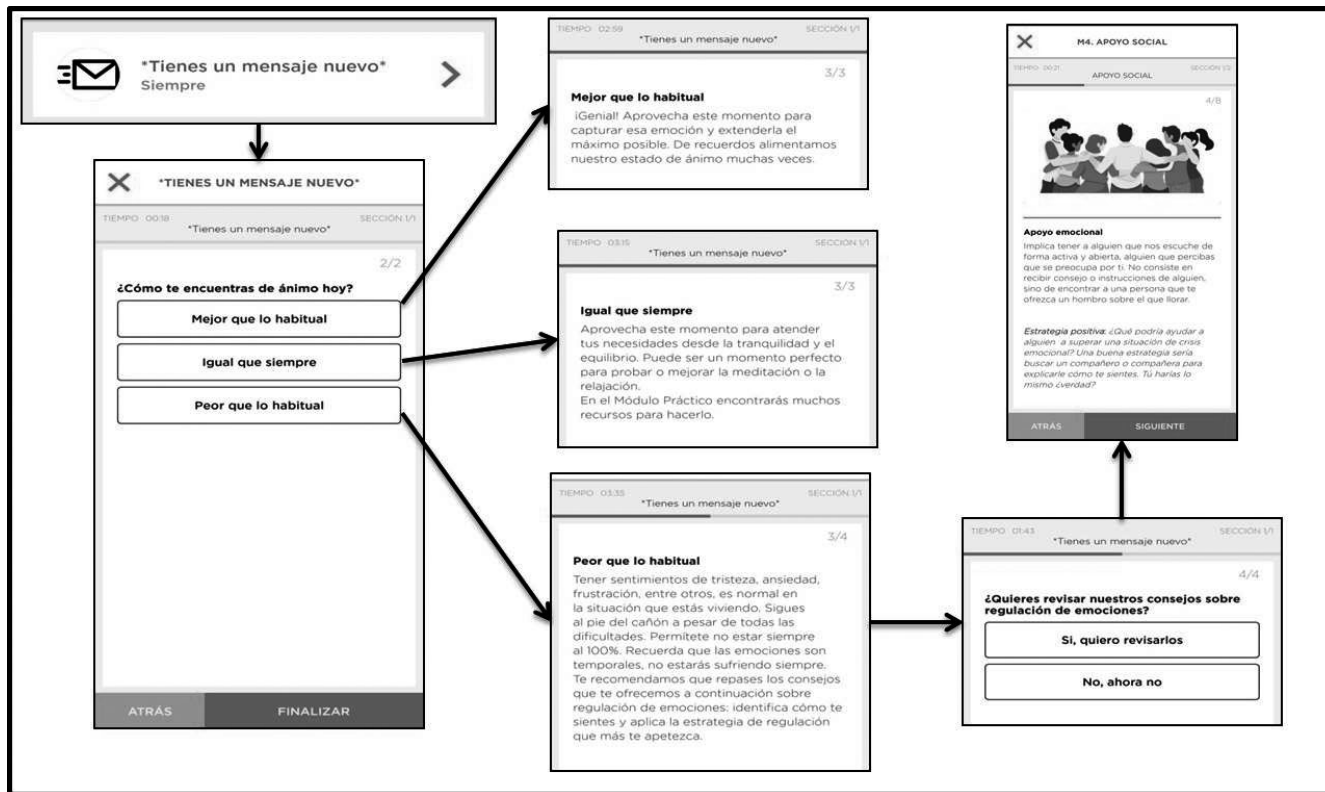 *Tienes un mensaje nuevo*
Siempre
*TIENES UN MENSAJE NUEVO*
TIEMPO 00:18
SECCIÓN 1/1
*Tienes un mensaje nuevo*
2/2
¿Cómo te encuentras de ánimo hoy?
Mejor que lo habitual
Igual que siempre
Peor que lo habitual
ATRÁS
FINALIZAR
TIEMPO 02:59
SECCIÓN 1/1
*Tienes un mensaje nuevo*
3/3
Mejor que lo habitual
¡Genial! Aprovecha este momento para
capturar esa emoción y extenderla el
máximo posible. De recuerdos alimentamos
nuestro estado de ánimo muchas veces.
TIEMPO 03:15
SECCIÓN 1/1
*Tienes un mensaje nuevo*
3/3
Igual que siempre
Aprovecha este momento para atender
tus necesidades desde la tranquilidad y el
equilibrio. Puede ser un momento perfecto
para probar o mejorar la meditación o la
relajación.
En el Módulo Práctico encontrarás muchos
recursos para hacerlo.
TIEMPO 03:35
SECCIÓN 1/1
*Tienes un mensaje nuevo*
3/4
Peor que lo habitual
Tener sentimientos de tristeza, ansiedad,
frustración, entre otros, es normal en
la situación que estás viviendo. Sigues
al pie del cañón a pesar de todas las
dificultades. Permítete no estar siempre
al 100%. Recuerda que las emociones son
temporales, no estarás sufriendo siempre.
Te recomendamos que repases los consejos
que te ofrecemos a continuación sobre
regulación de emociones: identifica cómo te
sientes y aplica la estrategia de regulación
que más te apetezca.
TIEMPO 01:43
SECCIÓN 1/1
*Tienes un mensaje nuevo*
4/4
¿Quieres revisar nuestros consejos sobre
regulación de emociones?
Si, quiero revisarlos
No, ahora no
M4. APOYO SOCIAL
TIEMPO 00:21
SECCIÓN
APOYO SOCIAL
4/8
Apoyo emocional
Implica tener a alguien que nos escuche de
forma activa y abierta, alguien que percibas
que se preocupa por ti. No consiste en
recibir consejo o instrucciones de alguien,
sino de encontrar a una persona que te
ofrezca un hombro sobre el que llorar.
Estrategia positiva: ¿Qué podría ayudar a
alguien a superar una situación de crisis
emocional? Una buena estrategia sería
buscar un compañero o compañera para
explicarle cómo te sientes. Tú harías lo
mismo ¿verdad?
ATRÁS
SIGUIENTE